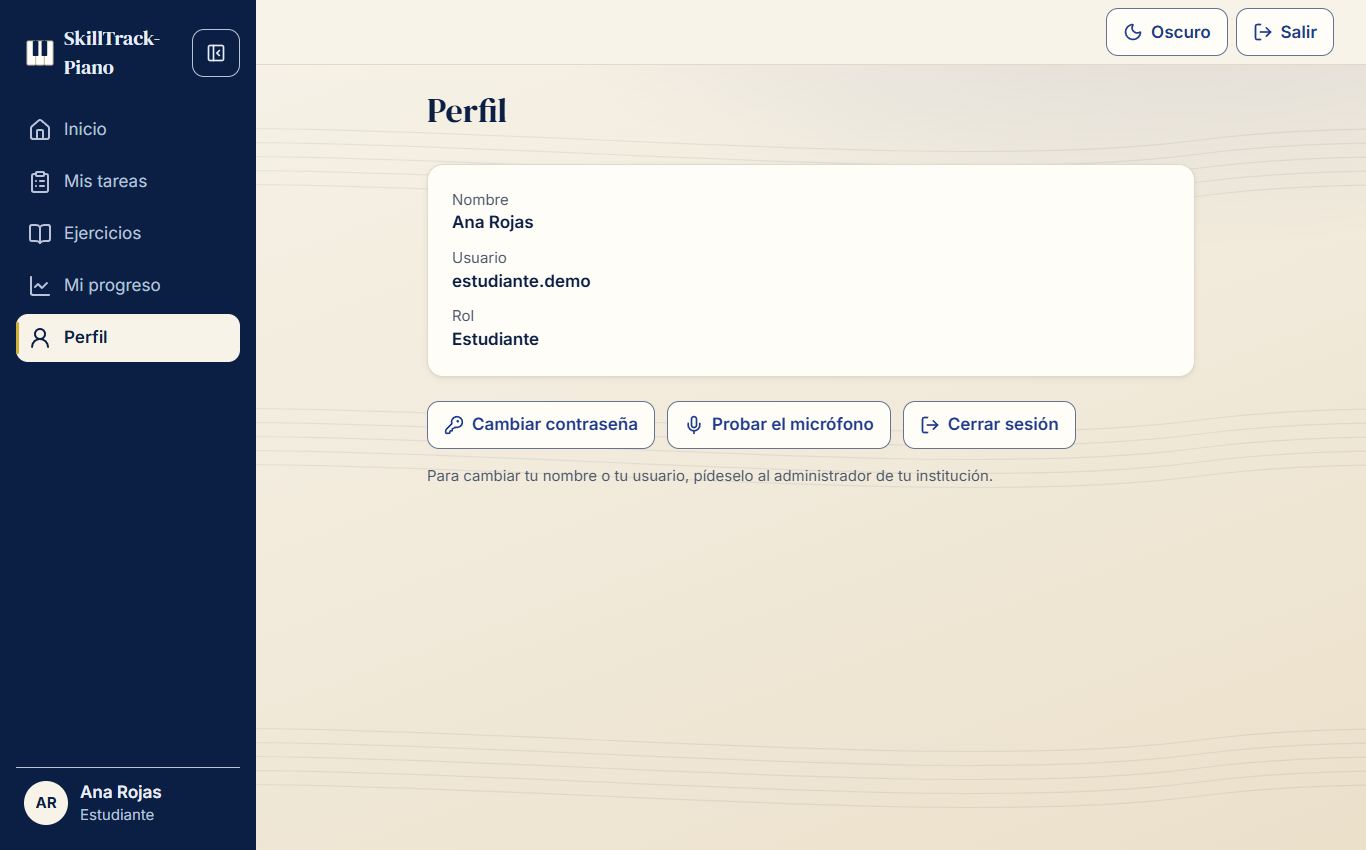 SkillTrack-
Piano
Inicio
Mis tareas
Ejercicios
Mi progreso
Perfil
AR
Ana Rojas
Estudiante
Oscuro
Salir
Perfil
Nombre
Ana Rojas
Usuario
estudiante.demo
Rol
Estudiante
Cambiar contraseña
Probar el micrófono
Cerrar sesión
Para cambiar tu nombre o tu usuario, pídeselo al administrador de tu institución.